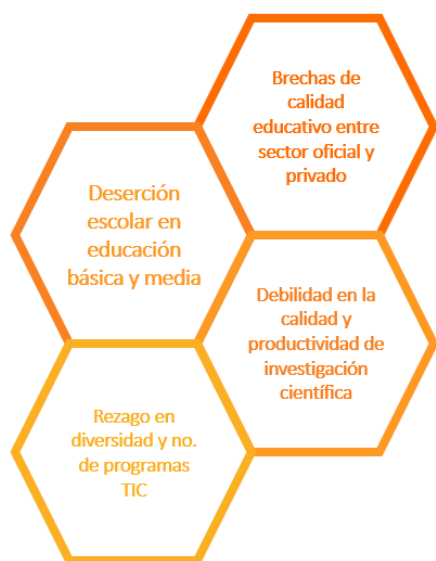 Brechas de
calidad
educativo entre
sector oficial y
privado
Deserción
escolar en
educación
básica y media
Debilidad en la
calidad y
productividad de
investigación
científica
Rezago en
diversidad y no.
de programas
TIC